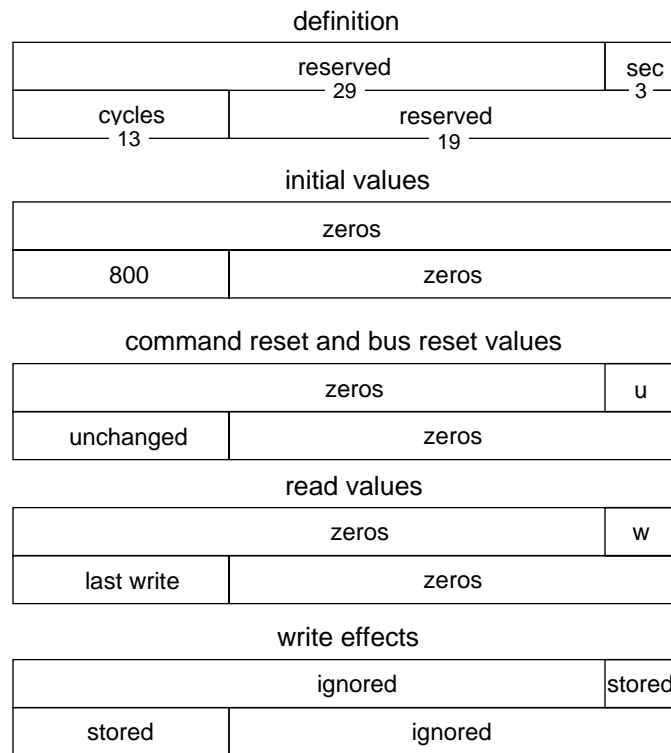 definition
reserved sec
29 3
cycles reserved
13 19
initial values
zeros
800 zeros
command reset and bus reset values
zeros u
unchanged zeros
read values
zeros w
last write zeros
write effects
ignored stored
stored ignored